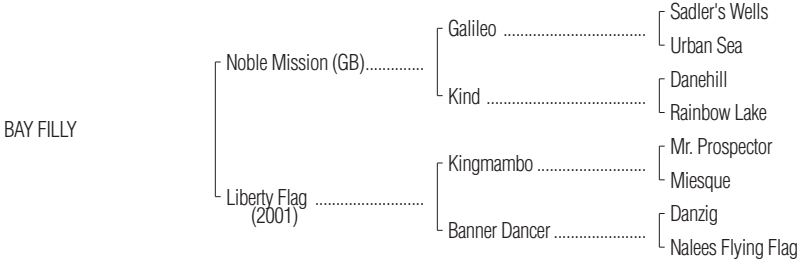 Sadler's Wells
Galileo ................................
Urban Sea
Noble Mission (GB)..............
Danehill
Kind ....................................
Rainbow Lake
BAY FILLY
Mr. Prospector
Kingmambo ........................
Miesque
Liberty Flag ........................
(2001)
Danzig
Banner Dancer .....................
Nalees Flying Flag